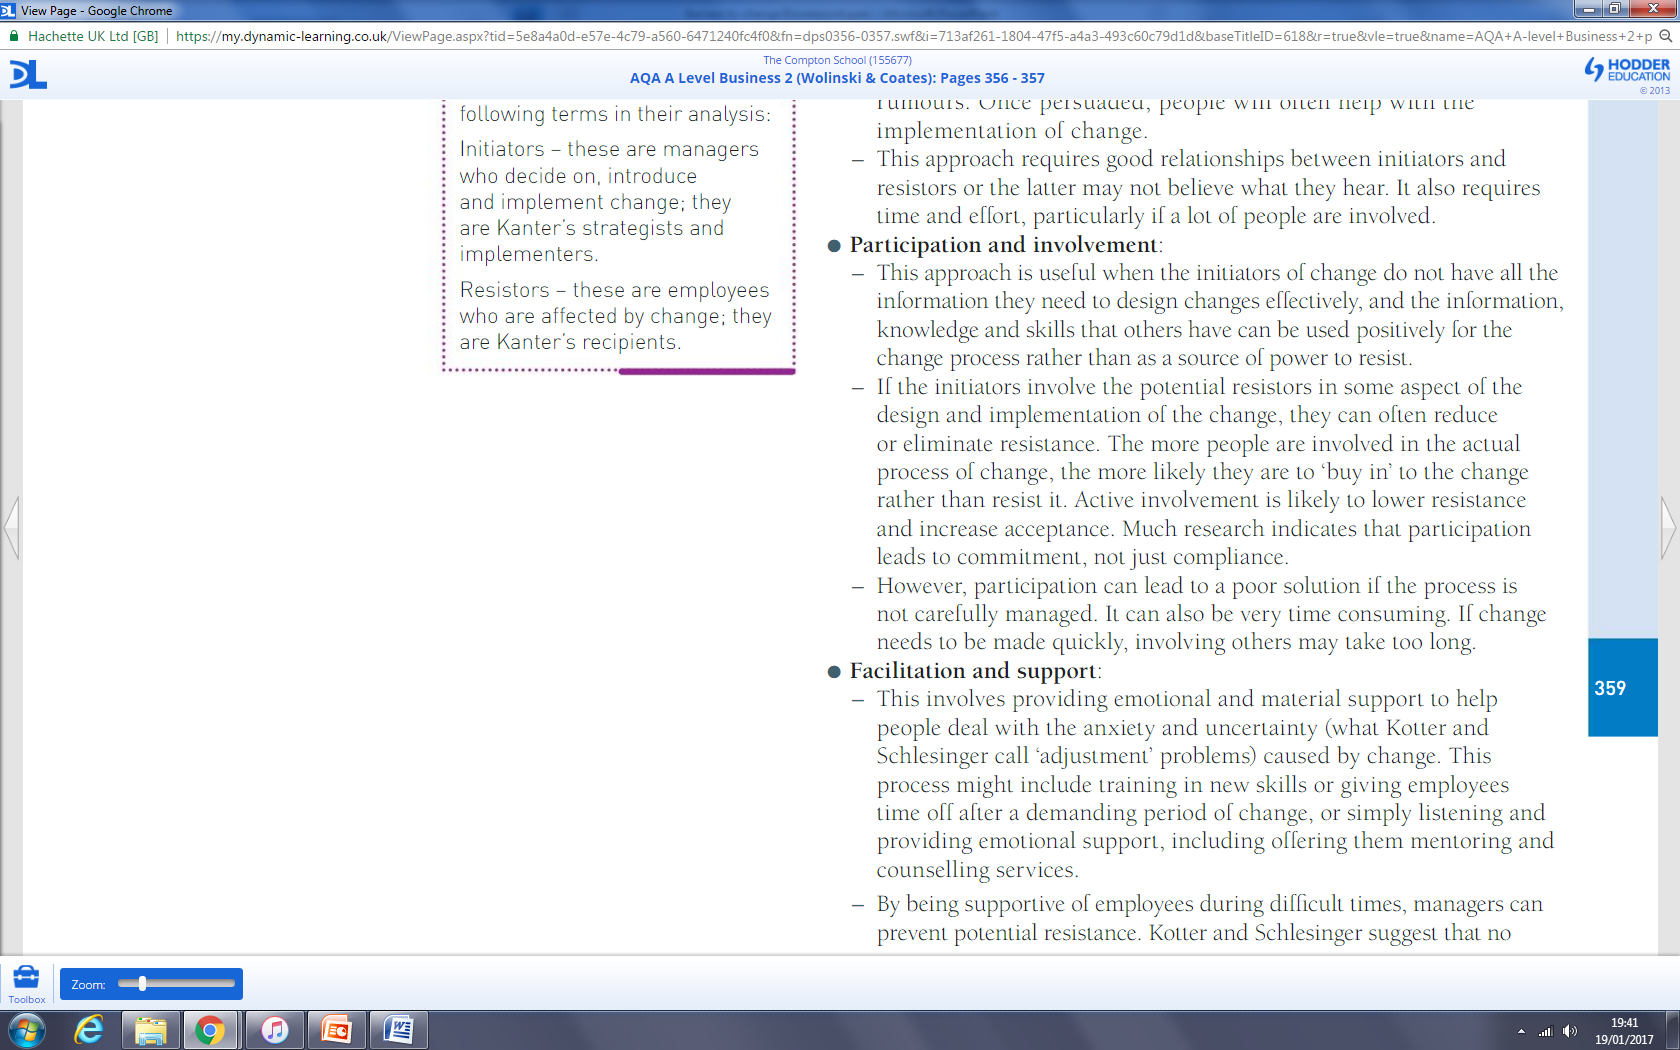 View Page - Google Chrome
Hachette UK Ltd [GB] https://my.dynamic-learning.co.uk/ViewPage.aspx?tid=5e8a4a0d-e57e-4c79-a560-6471240fc4f0&fn=dps0356-0357.swf&i=713af261-1804-47f5-a4a3-493c60c79d1d&baseTitleID=618&r=true&vle=true&name=AQA+A-level+Business+2+p
The Compton School (155677)
AQA A Level Business 2 (Wolinski & Coates): Pages 356 - 357
DL
HODDER
EDUCATION
© 2013
following terms in their analysis:
Initiators – these are managers
who decide on, introduce
and implement change; they
are Kanter's strategists and
implementers.
Resistors – these are employees
who are affected by change; they
are Kanter's recipients.
rumours. Once persuaded, people will often help with the
implementation of change.
– This approach requires good relationships between initiators and
resistors or the latter may not believe what they hear. It also requires
time and effort, particularly if a lot of people are involved.
● Participation and involvement:
– This approach is useful when the initiators of change do not have all the
information they need to design changes effectively, and the information,
knowledge and skills that others have can be used positively for the
change process rather than as a source of power to resist.
– If the initiators involve the potential resistors in some aspect of the
design and implementation of the change, they can often reduce
or eliminate resistance. The more people are involved in the actual
process of change, the more likely they are to 'buy in' to the change
rather than resist it. Active involvement is likely to lower resistance
and increase acceptance. Much research indicates that participation
leads to commitment, not just compliance.
– However, participation can lead to a poor solution if the process is
not carefully managed. It can also be very time consuming. If change
needs to be made quickly, involving others may take too long.
● Facilitation and support:
– This involves providing emotional and material support to help
people deal with the anxiety and uncertainty (what Kotter and
Schlesinger call 'adjustment' problems) caused by change. This
process might include training in new skills or giving employees
time off after a demanding period of change, or simply listening and
providing emotional support, including offering them mentoring and
counselling services.
– By being supportive of employees during difficult times, managers can
prevent potential resistance. Kotter and Schlesinger suggest that no
359
Toolbox
Zoom:
19:41
19/01/2017